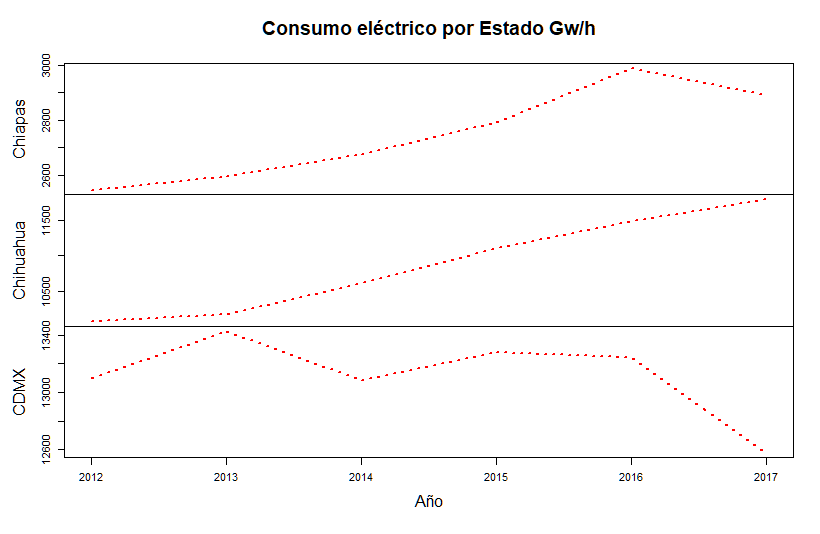 Consumo eléctrico por Estado Gw/h
Chiapas
3000
2800
2600
Chihuahua
11500
10500
CDMX
13400
13000
12600
2012 2013 2014 2015 2016 2017
Año